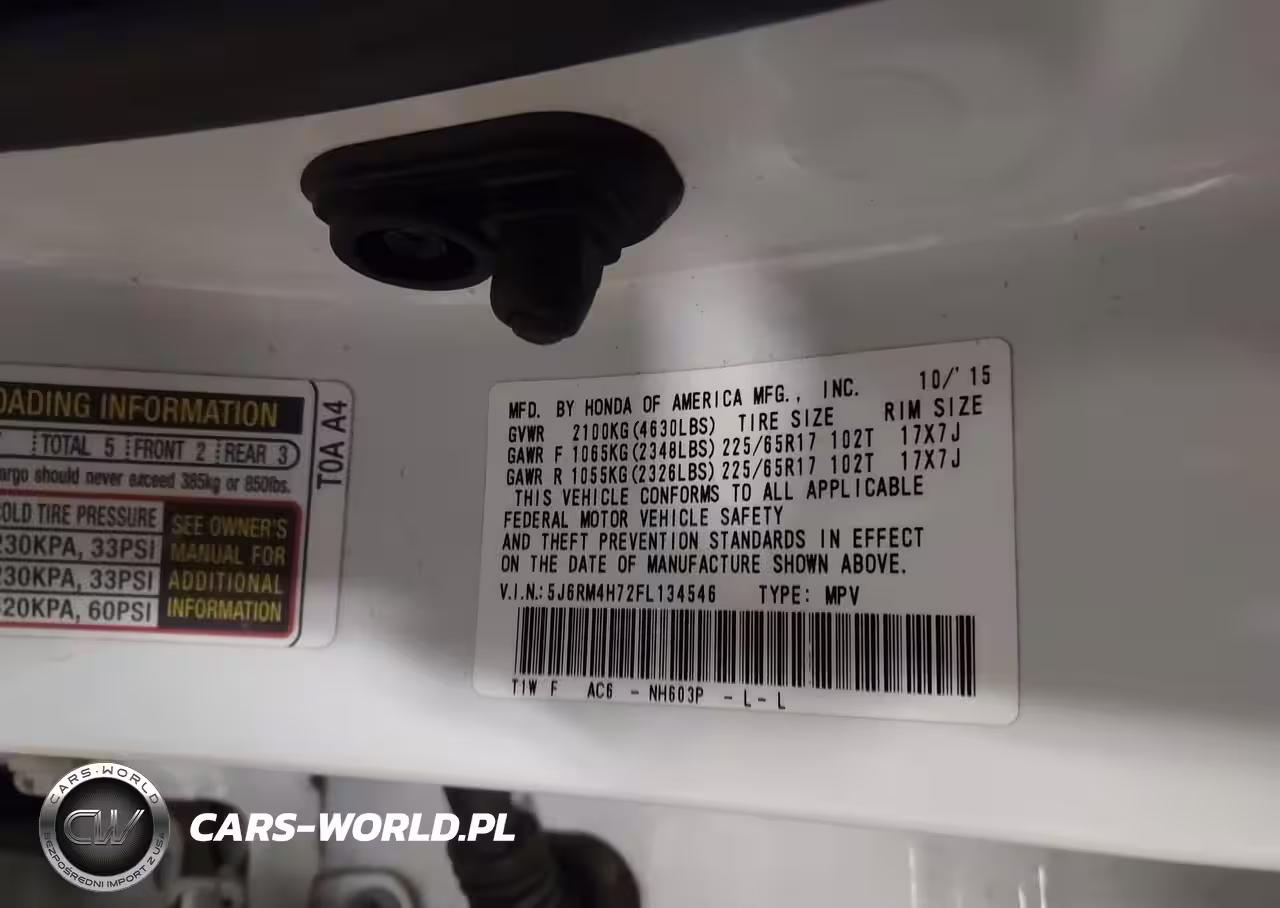 OADING INFORMATION
TOTAL 5 FRONT 2 REAR 3
argo should never exceed 385kg or 850lbs.
OLD TIRE PRESSURE
230KPA, 33PSI
230KPA, 33PSI
420KPA, 60PSI
SEE OWNER'S
MANUAL FOR
ADDITIONAL
INFORMATION
T0A A4
MFD. BY HONDA OF AMERICA MFG., INC. 10/'15
GVWR 2100KG(4630LBS) TIRE SIZE RIM SIZE
GAWR F 1065KG(2348LBS) 225/65R17 102T 17X7J
GAWR R 1055KG(2326LBS) 225/65R17 102T 17X7J
THIS VEHICLE CONFORMS TO ALL APPLICABLE
FEDERAL MOTOR VEHICLE SAFETY
AND THEFT PREVENTION STANDARDS IN EFFECT
ON THE DATE OF MANUFACTURE SHOWN ABOVE.
V.I.N.:5J6RM4H72FL134546 TYPE: MPV
T1W F AC6 - NH603P - L - L
CARS-WORLD
CW
BEZPOŚREDNI IMPORT Z USA
CARS-WORLD.PL